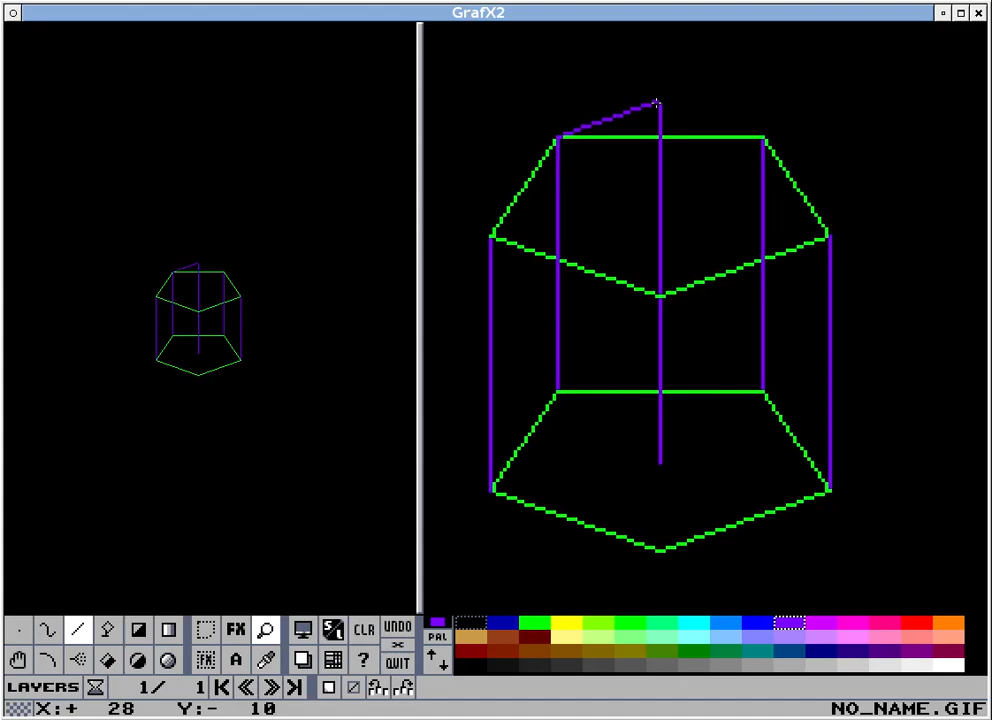 GrafX2
FX CLR UNDO PAL
A ? QUIT
LAYERS 1/ 1
X:+ 28 Y:- 10 NO_NAME.GIF